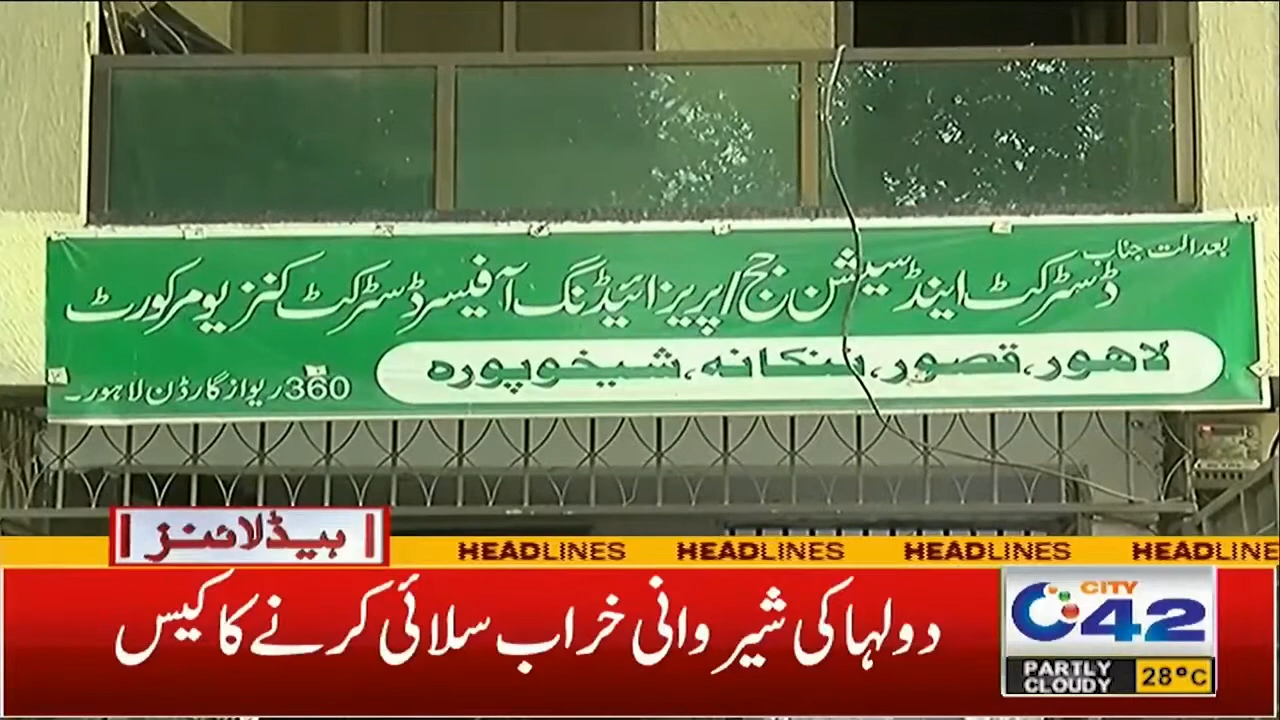 بعدالت جناب
ڈسٹرکٹ اینڈ سیشن جج / پریزائیڈنگ آفیسر ڈسٹرکٹ کنزیومر کورٹ
لاہور، قصور، ننکانہ، شیخوپورہ
360 ریواز گارڈن لاہور۔
ہیڈلائنز
HEADLINES HEADLINES HEADLINES HEADLINE
دولہا کی شیروانی خراب سلائی کرنے کا کیس
CITY
42
PARTLY CLOUDY 28°C